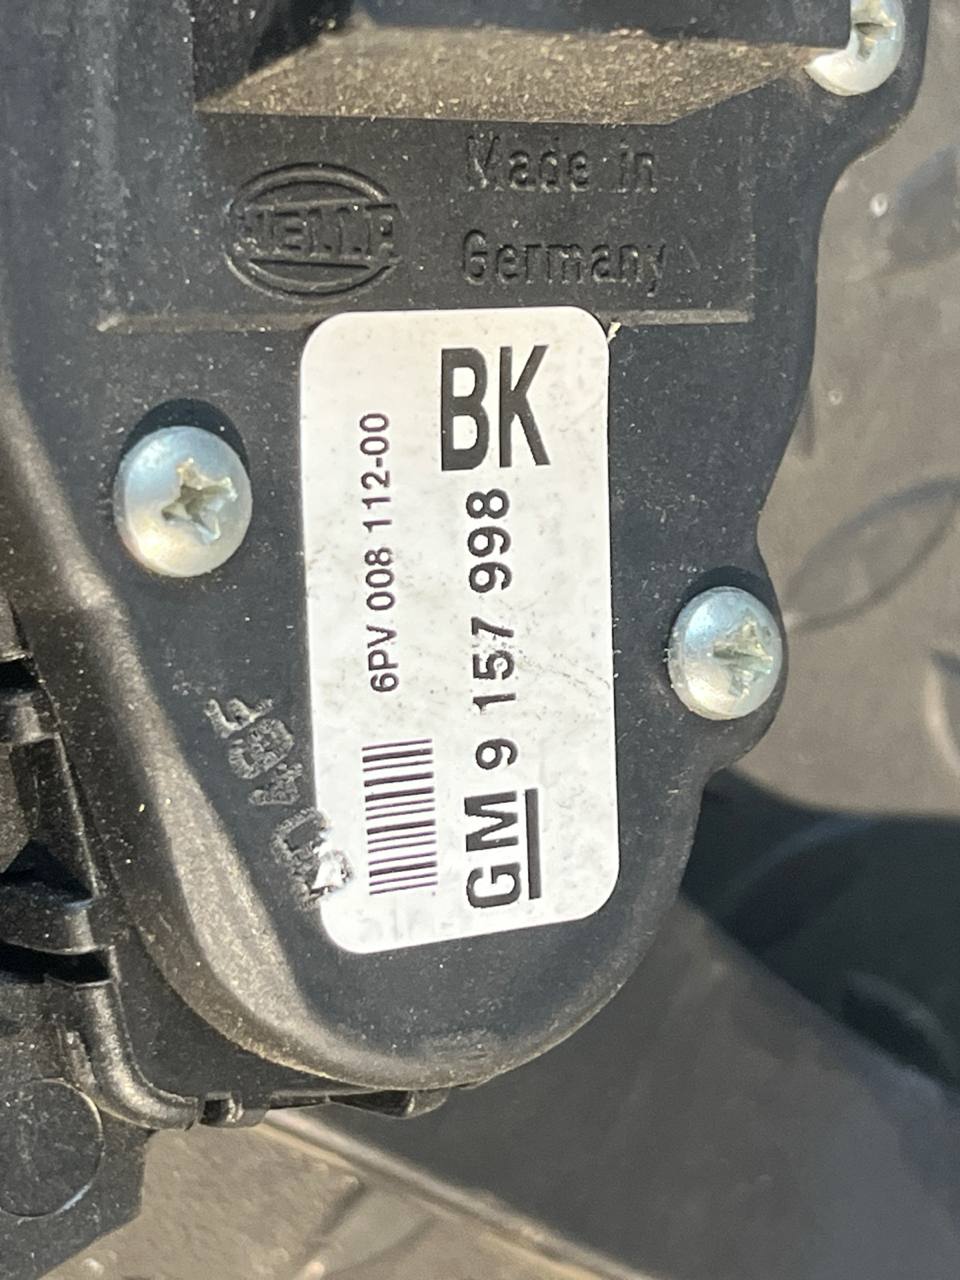 Made in
Germany
HELLA
BK
6PV 008 112-00
GM 9 157 998